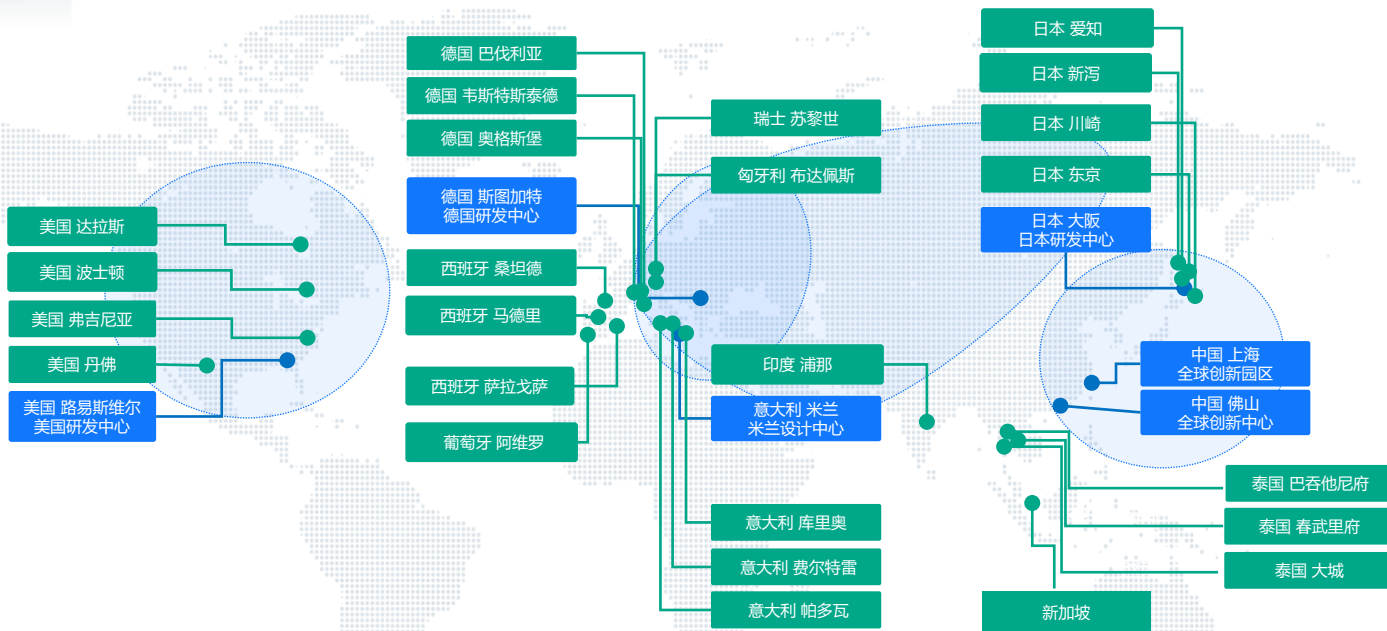 美国 达拉斯
美国 波士顿
美国 弗吉尼亚
美国 丹佛
美国 路易斯维尔
美国研发中心
德国 巴伐利亚
德国 韦斯特斯泰德
德国 奥格斯堡
德国 斯图加特
德国研发中心
西班牙 桑坦德
西班牙 马德里
西班牙 萨拉戈萨
葡萄牙 阿维罗
瑞士 苏黎世
匈牙利 布达佩斯
印度 浦那
意大利 米兰
米兰设计中心
意大利 库里奥
意大利 费尔特雷
意大利 帕多瓦
日本 爱知
日本 新泻
日本 川崎
日本 东京
日本 大阪
日本研发中心
中国 上海
全球创新园区
中国 佛山
全球创新中心
泰国 巴吞他尼府
泰国 春武里府
泰国 大城
新加坡